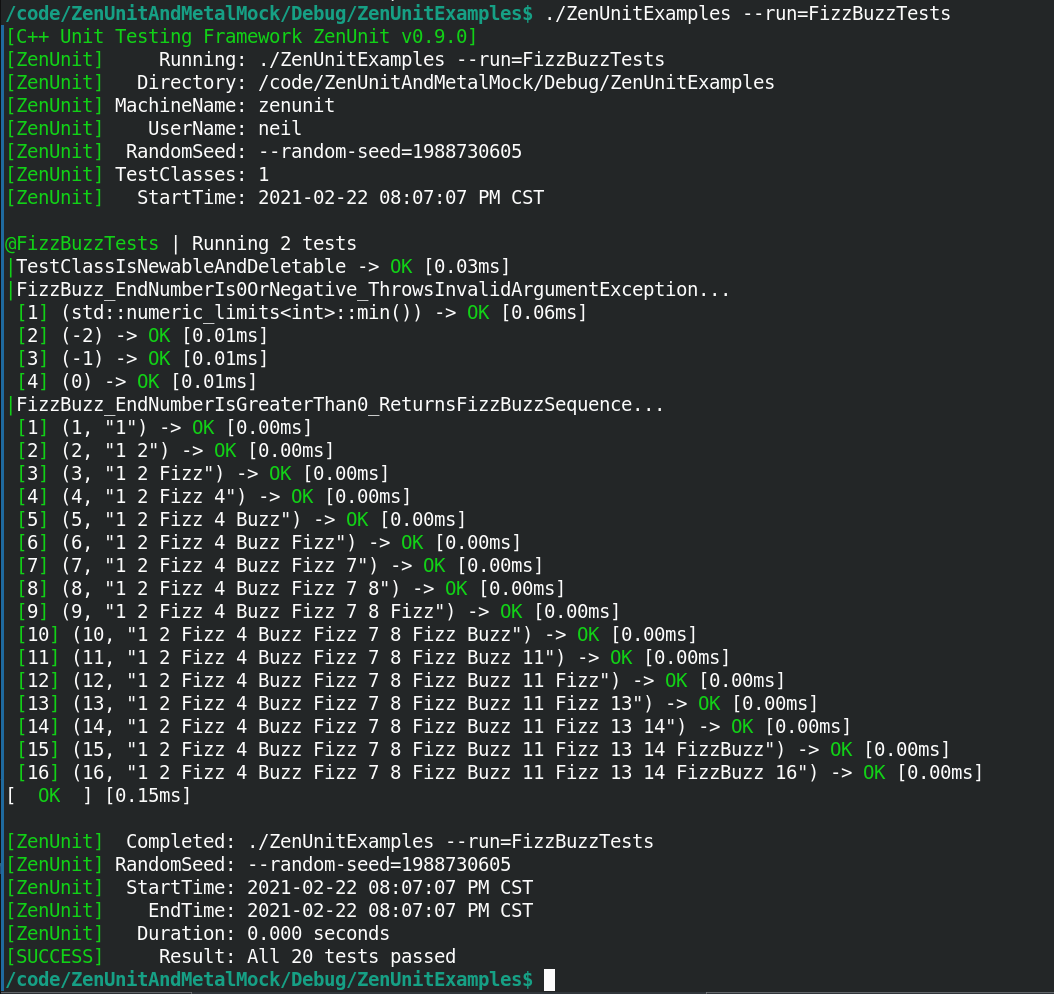 /code/ZenUnitAndMetalMock/Debug/ZenUnitExamples$ ./ZenUnitExamples --run=FizzBuzzTests
[C++ Unit Testing Framework ZenUnit v0.9.0]
[ZenUnit]     Running: ./ZenUnitExamples --run=FizzBuzzTests
[ZenUnit]   Directory: /code/ZenUnitAndMetalMock/Debug/ZenUnitExamples
[ZenUnit] MachineName: zenunit
[ZenUnit]    UserName: neil
[ZenUnit]  RandomSeed: --random-seed=1988730605
[ZenUnit] TestClasses: 1
[ZenUnit]   StartTime: 2021-02-22 08:07:07 PM CST

@FizzBuzzTests | Running 2 tests
|TestClassIsNewableAndDeletable -> OK [0.03ms]
|FizzBuzz_EndNumberIs0OrNegative_ThrowsInvalidArgumentException...
 [1] (std::numeric_limits<int>::min()) -> OK [0.06ms]
 [2] (-2) -> OK [0.01ms]
 [3] (-1) -> OK [0.01ms]
 [4] (0) -> OK [0.01ms]
|FizzBuzz_EndNumberIsGreaterThan0_ReturnsFizzBuzzSequence...
 [1] (1, "1") -> OK [0.00ms]
 [2] (2, "1 2") -> OK [0.00ms]
 [3] (3, "1 2 Fizz") -> OK [0.00ms]
 [4] (4, "1 2 Fizz 4") -> OK [0.00ms]
 [5] (5, "1 2 Fizz 4 Buzz") -> OK [0.00ms]
 [6] (6, "1 2 Fizz 4 Buzz Fizz") -> OK [0.00ms]
 [7] (7, "1 2 Fizz 4 Buzz Fizz 7") -> OK [0.00ms]
 [8] (8, "1 2 Fizz 4 Buzz Fizz 7 8") -> OK [0.00ms]
 [9] (9, "1 2 Fizz 4 Buzz Fizz 7 8 Fizz") -> OK [0.00ms]
 [10] (10, "1 2 Fizz 4 Buzz Fizz 7 8 Fizz Buzz") -> OK [0.00ms]
 [11] (11, "1 2 Fizz 4 Buzz Fizz 7 8 Fizz Buzz 11") -> OK [0.00ms]
 [12] (12, "1 2 Fizz 4 Buzz Fizz 7 8 Fizz Buzz 11 Fizz") -> OK [0.00ms]
 [13] (13, "1 2 Fizz 4 Buzz Fizz 7 8 Fizz Buzz 11 Fizz 13") -> OK [0.00ms]
 [14] (14, "1 2 Fizz 4 Buzz Fizz 7 8 Fizz Buzz 11 Fizz 13 14") -> OK [0.00ms]
 [15] (15, "1 2 Fizz 4 Buzz Fizz 7 8 Fizz Buzz 11 Fizz 13 14 FizzBuzz") -> OK [0.00ms]
 [16] (16, "1 2 Fizz 4 Buzz Fizz 7 8 Fizz Buzz 11 Fizz 13 14 FizzBuzz 16") -> OK [0.00ms]
[  OK  ] [0.15ms]

[ZenUnit]  Completed: ./ZenUnitExamples --run=FizzBuzzTests
[ZenUnit] RandomSeed: --random-seed=1988730605
[ZenUnit]  StartTime: 2021-02-22 08:07:07 PM CST
[ZenUnit]    EndTime: 2021-02-22 08:07:07 PM CST
[ZenUnit]   Duration: 0.000 seconds
[SUCCESS]     Result: All 20 tests passed
/code/ZenUnitAndMetalMock/Debug/ZenUnitExamples$